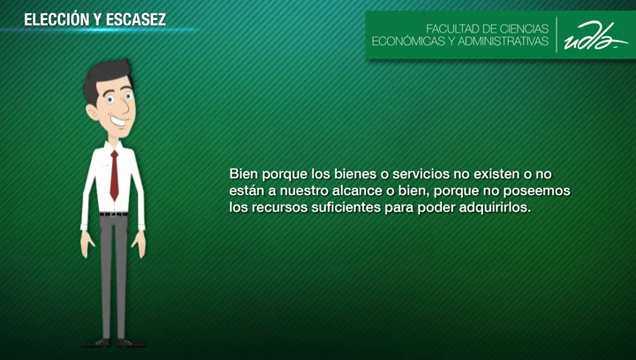 ELECCIÓN Y ESCASEZ
FACULTAD DE CIENCIAS
ECONÓMICAS Y ADMINISTRATIVAS
udla
Bien porque los bienes o servicios no existen o no
están a nuestro alcance o bien, porque no poseemos
los recursos suficientes para poder adquirirlos.